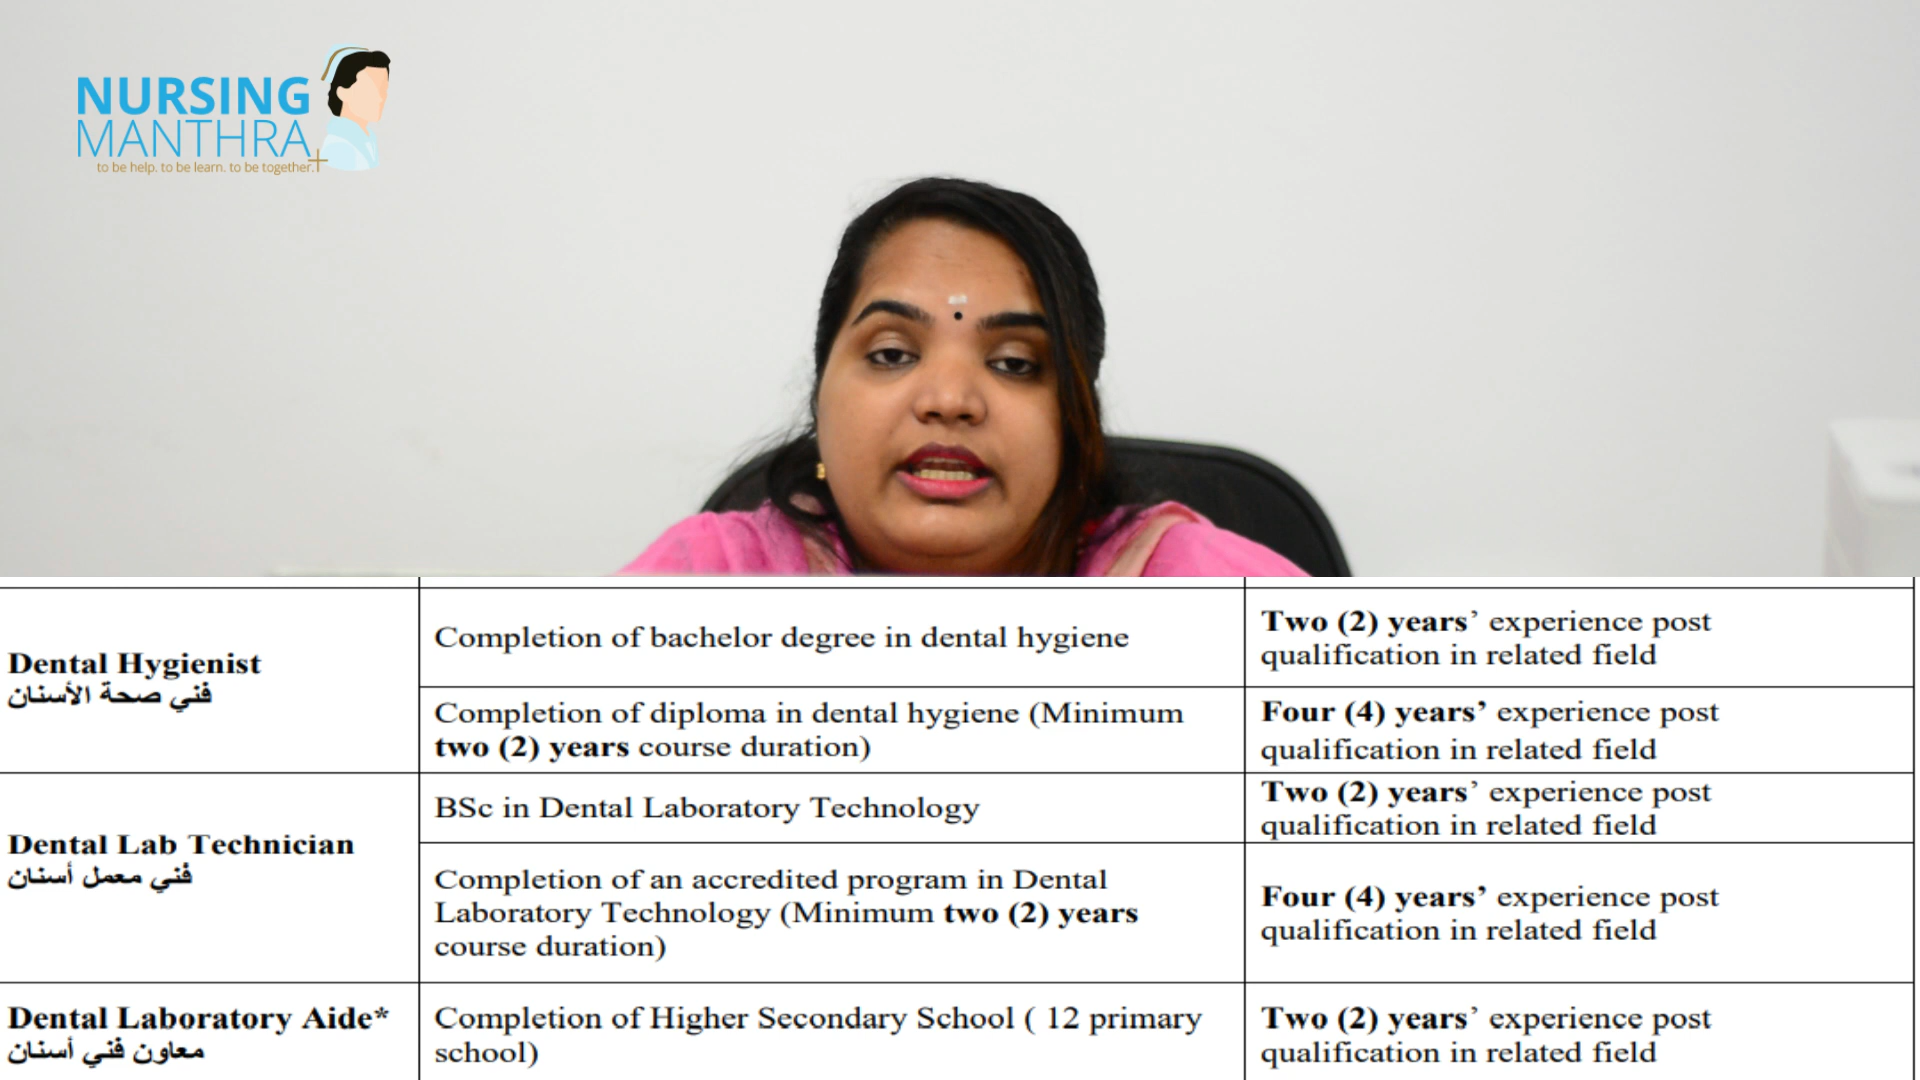 NURSING
MANTHRA
to be help. to be learn. to be together.
Dental Hygienist
فني صحة الأسنان
Completion of bachelor degree in dental hygiene
Two (2) years’ experience post
qualification in related field
Completion of diploma in dental hygiene (Minimum
two (2) years course duration)
Four (4) years’ experience post
qualification in related field
Dental Lab Technician
فني معمل أسنان
BSc in Dental Laboratory Technology
Two (2) years’ experience post
qualification in related field
Completion of an accredited program in Dental
Laboratory Technology (Minimum two (2) years
course duration)
Four (4) years’ experience post
qualification in related field
Dental Laboratory Aide*
معاون فني أسنان
Completion of Higher Secondary School ( 12 primary
school)
Two (2) years’ experience post
qualification in related field